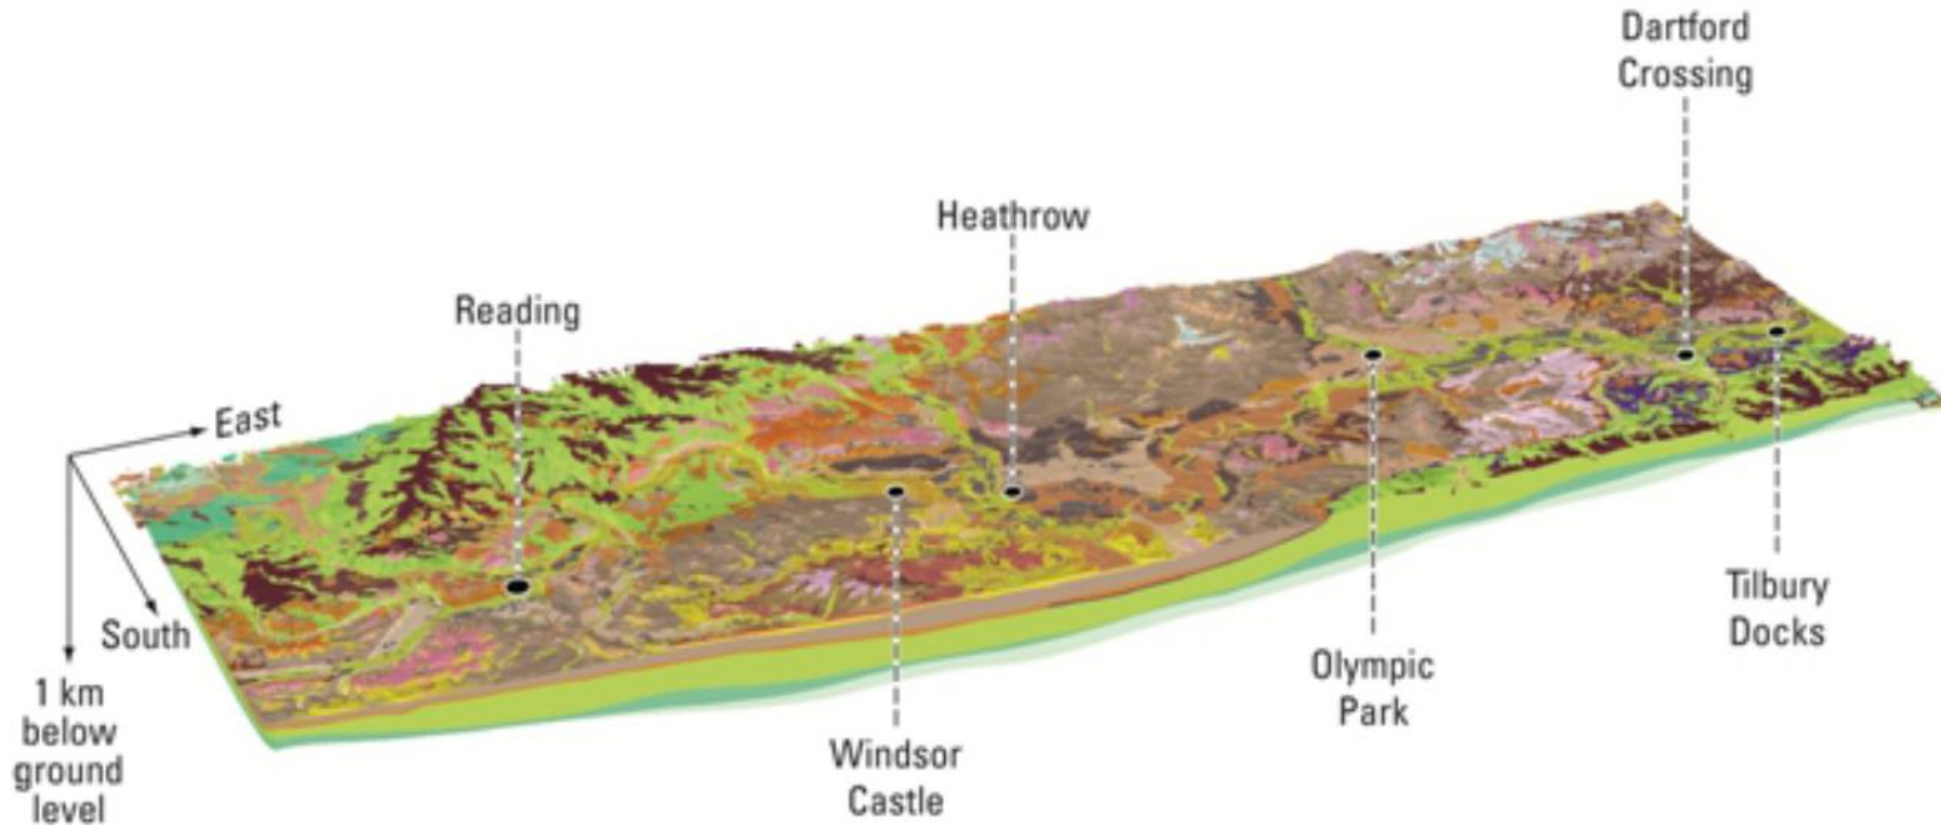 Dartford
Crossing
Heathrow
Reading
East
South
1 km
below
ground
level
Windsor
Castle
Olympic
Park
Tilbury
Docks